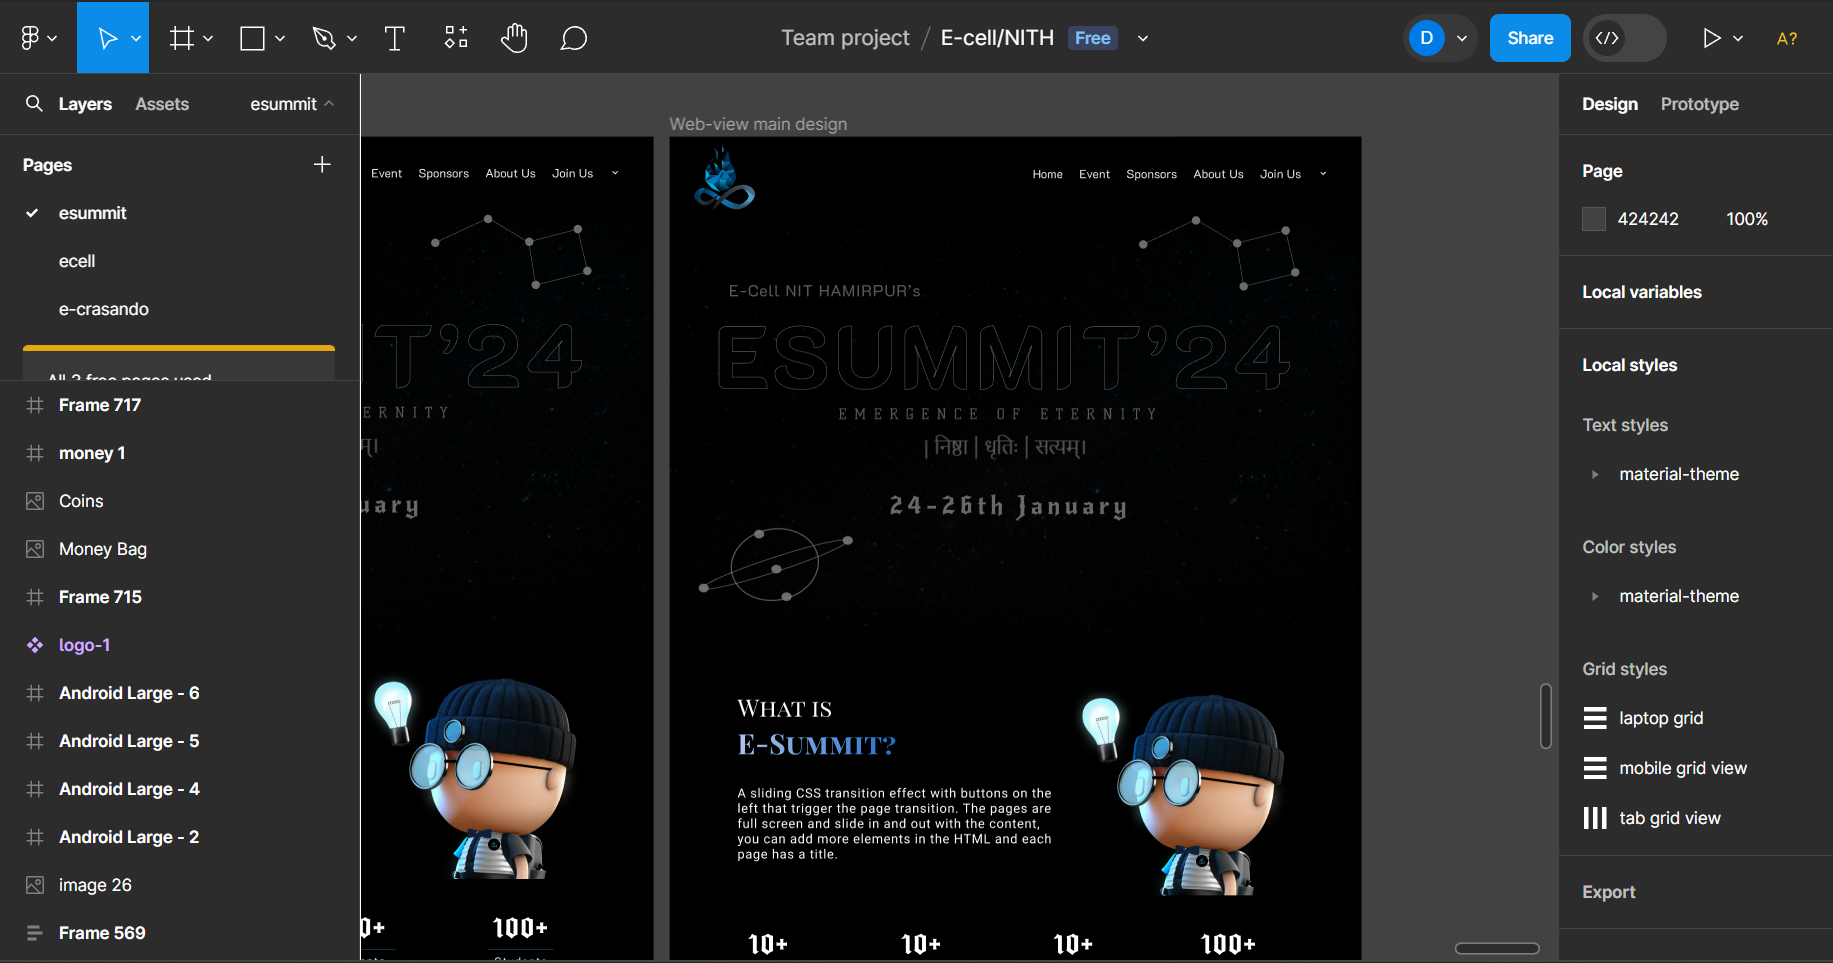 Team project / E-cell/NITH Free
D
Share
A?
Layers Assets esummit
Pages
esummit
ecell
e-crasando
All 3 free pages used
Frame 717
money 1
Coins
Money Bag
Frame 715
logo-1
Android Large - 6
Android Large - 5
Android Large - 4
Android Large - 2
image 26
Frame 569
Event Sponsors About Us Join Us
T'24
ERNITY
म्।
uary
0+ 100+
Students
Web-view main design
Home Event Sponsors About Us Join Us
E-Cell NIT HAMIRPUR's
ESUMMIT'24
EMERGENCE OF ETERNITY
| निष्ठा | धृतिः | सत्यम्।
24-26th January
WHAT IS
E-SUMMIT?
A sliding CSS transition effect with buttons on the
left that trigger the page transition. The pages are
full screen and slide in and out with the content,
you can add more elements in the HTML and each
page has a title.
10+ 10+ 10+ 100+
Design Prototype
Page
424242 100%
Local variables
Local styles
Text styles
material-theme
Color styles
material-theme
Grid styles
laptop grid
mobile grid view
tab grid view
Export